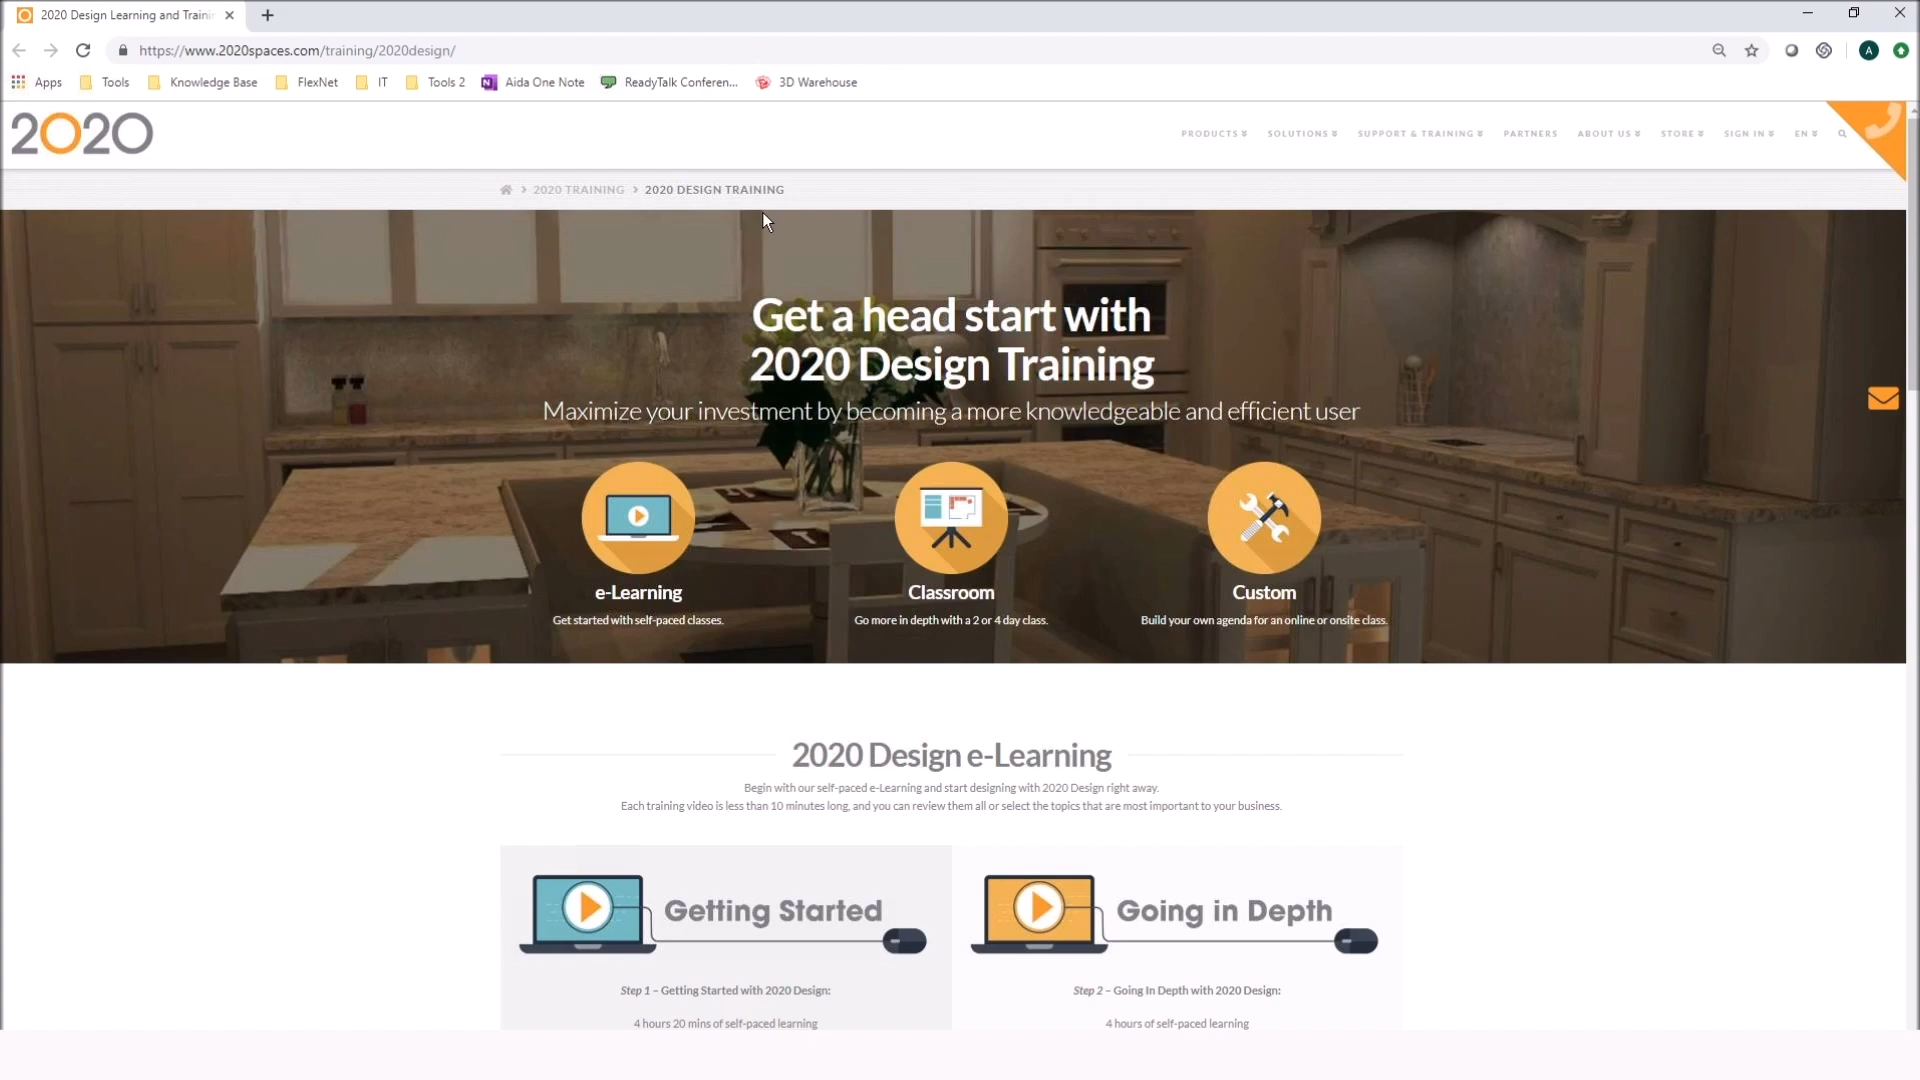 2020 Design Learning and Trainin
https://www.2020spaces.com/training/2020design/
A
Apps Tools Knowledge Base FlexNet IT Tools 2 N Aida One Note ReadyTalk Conferen... 3D Warehouse
2020
PRODUCTS SOLUTIONS SUPPORT & TRAINING PARTNERS ABOUT US STORE SIGN IN EN
2020 TRAINING > 2020 DESIGN TRAINING
Get a head start with
2020 Design Training
Maximize your investment by becoming a more knowledgeable and efficient user
e-Learning
Get started with self-paced classes.
Classroom
Go more in depth with a 2 or 4 day class.
Custom
Build your own agenda for an online or onsite class.
2020 Design e-Learning
Begin with our self-paced e-Learning and start designing with 2020 Design right away.
Each training video is less than 10 minutes long, and you can review them all or select the topics that are most important to your business.
Getting Started
Step 1 – Getting Started with 2020 Design:
4 hours 20 mins of self-paced learning
Going in Depth
Step 2 – Going In Depth with 2020 Design:
4 hours of self-paced learning